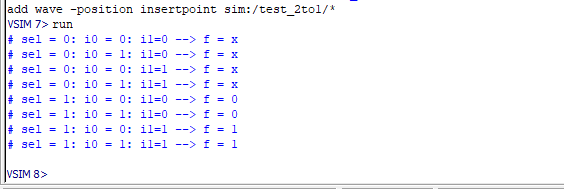 add wave -position insertpoint sim:/test_2to1/*
VSIM 7> run
# sel = 0: i0 = 0: i1=0 --> f = x
# sel = 0: i0 = 1: i1=0 --> f = x
# sel = 0: i0 = 0: i1=1 --> f = x
# sel = 0: i0 = 1: i1=1 --> f = x
# sel = 1: i0 = 0: i1=0 --> f = 0
# sel = 1: i0 = 1: i1=0 --> f = 0
# sel = 1: i0 = 0: i1=1 --> f = 1
# sel = 1: i0 = 1: i1=1 --> f = 1
VSIM 8>